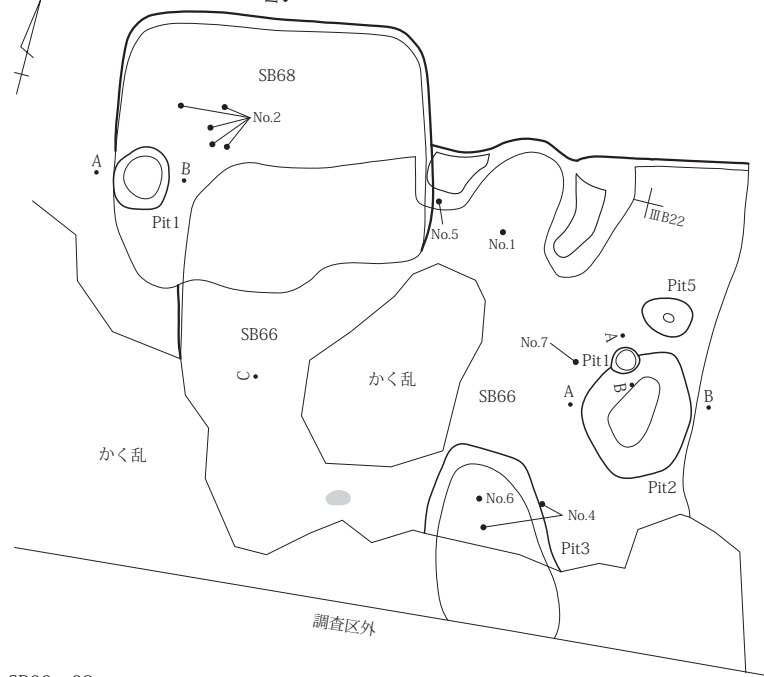 SB68
No.2
A
B
Pit1
No.5
No.1
ⅢB22
Pit5
SB66
A
No.7
Pit1
C
かく乱
SB66
A
B
B
かく乱
Pit2
No.6
No.4
Pit3
調査区外